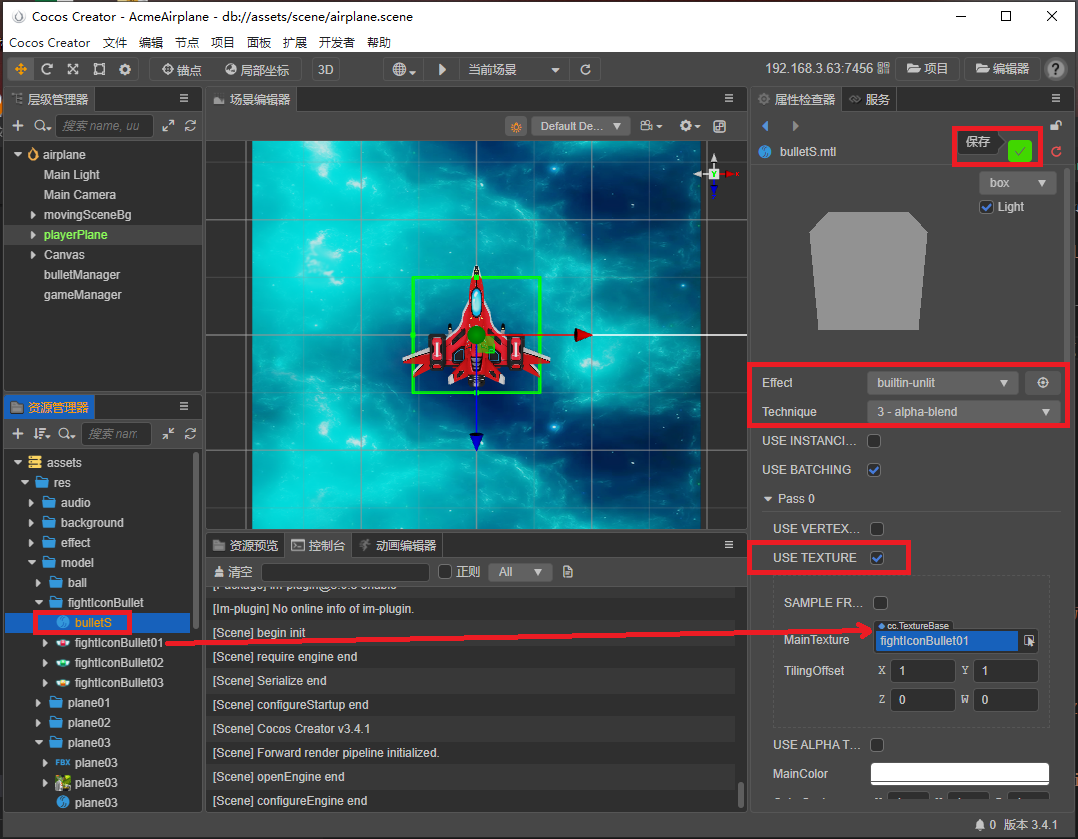 Cocos Creator - AcmeAirplane - db://assets/scene/airplane.scene
Cocos Creator 文件 编辑 节点 项目 面板 扩展 开发者 帮助
锚点 局部坐标 3D 当前场景 192.168.3.63:7456 项目 编辑器 ?
层级管理器
搜索 name, uu
airplane
Main Light
Main Camera
movingSceneBg
playerPlane
Canvas
bulletManager
gameManager
资源管理器
搜索 nam
assets
res
audio
background
effect
model
ball
fightIconBullet
bulletS
fightIconBullet01
fightIconBullet02
fightIconBullet03
plane01
plane02
plane03
FBX plane03
plane03
plane03
场景编辑器
Default De...
Y
资源预览 控制台 动画编辑器
清空 正则 All
[Im-plugin] No online info of im-plugin.
[Scene] begin init
[Scene] require engine end
[Scene] Serialize end
[Scene] configureStartup end
[Scene] Cocos Creator v3.4.1
[Scene] Forward render pipeline initialized.
[Scene] openEngine end
[Scene] configureEngine end
属性检查器 服务
保存
bulletS.mtl
box
Light
Effect builtin-unlit
Technique 3 - alpha-blend
USE INSTANCI...
USE BATCHING
Pass 0
USE VERTEX...
USE TEXTURE
SAMPLE FR...
cc.TextureBase
MainTexture fightIconBullet01
TilingOffset X 1 Y 1
Z 0 W 0
USE ALPHA T...
MainColor
0 版本 3.4.1